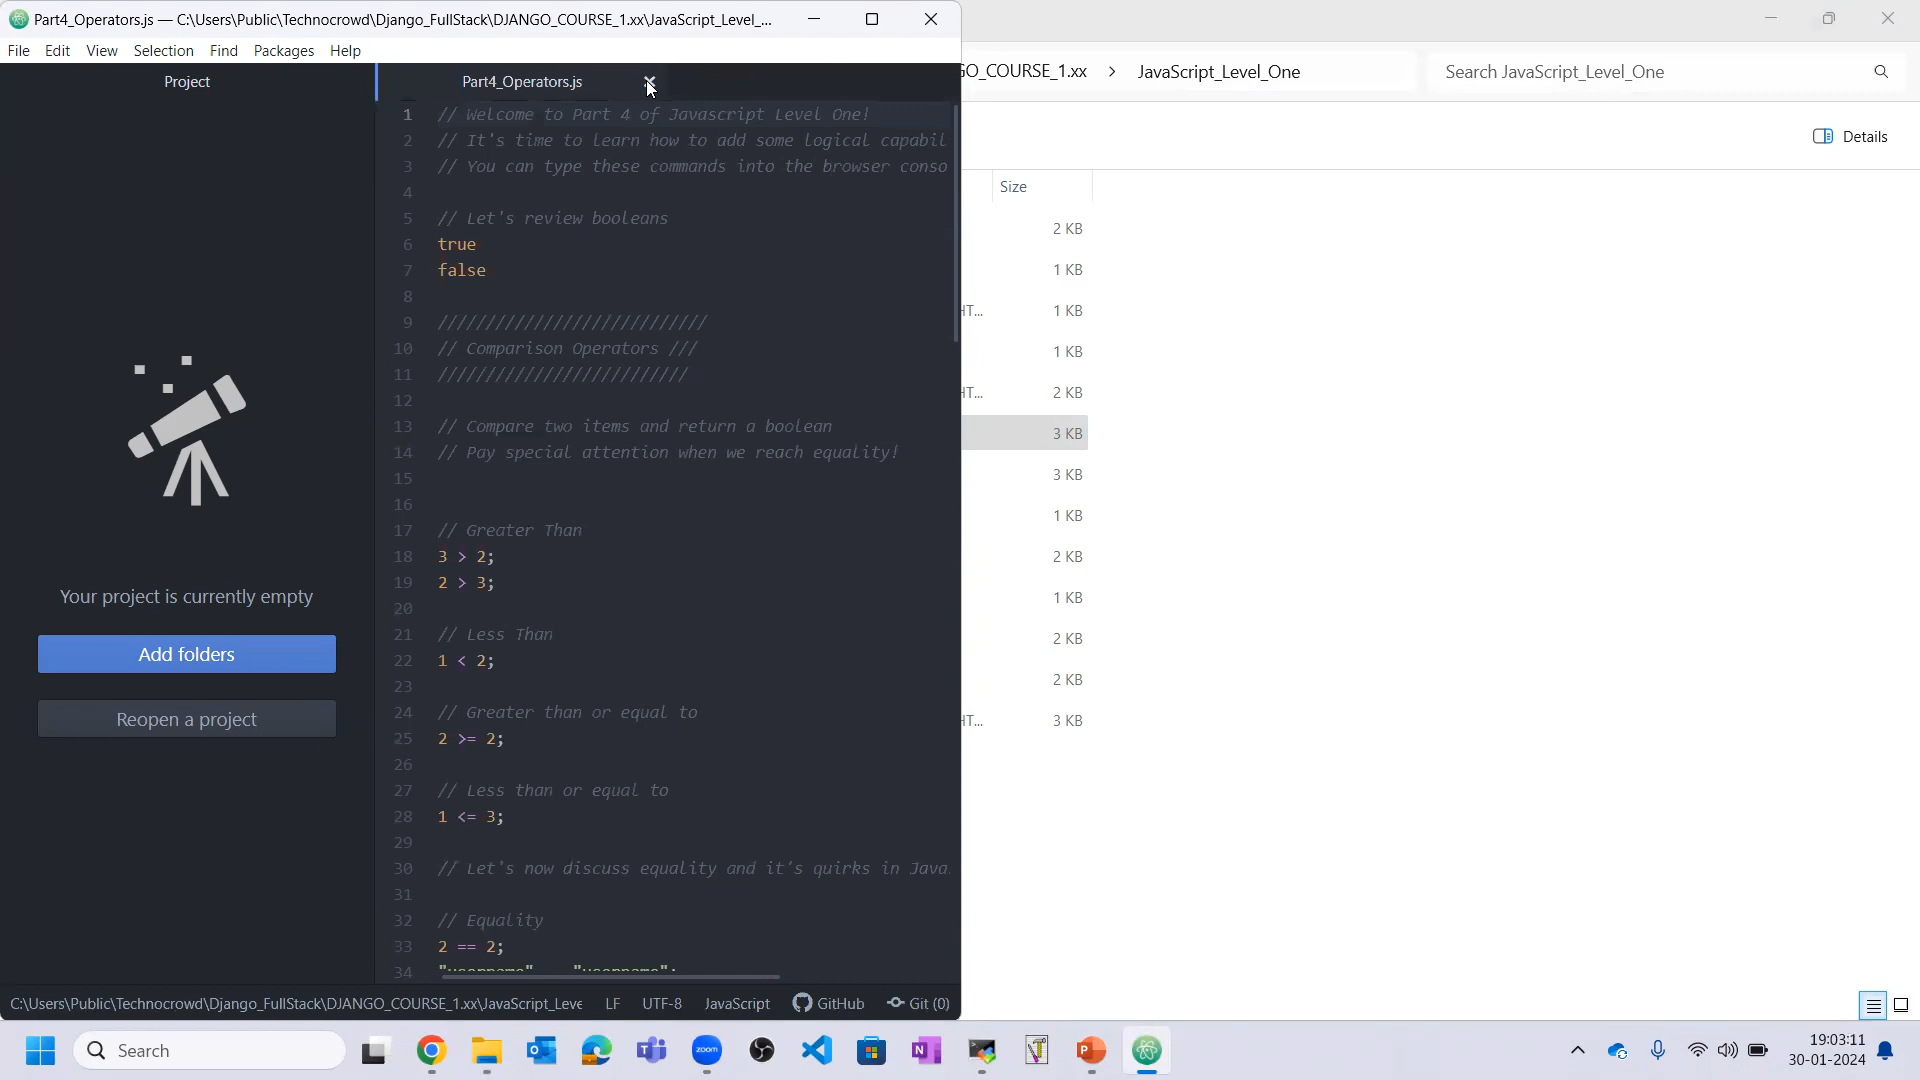 Part4_Operators.js — C:\Users\Public\Technocrowd\Django_FullStack\DJANGO_COURSE_1.xx\JavaScript_Level_...
File Edit View Selection Find Packages Help
Project
Part4_Operators.js
1 // Welcome to Part 4 of Javascript Level One!
2 // It's time to learn how to add some logical capabil
3 // You can type these commands into the browser conso
4
5 // Let's review booleans
6 true
7 false
8
9 ////////////////////////////
10 // Comparison Operators ///
11 //////////////////////////
12
13 // Compare two items and return a boolean
14 // Pay special attention when we reach equality!
15
16
17 // Greater Than
18 3 > 2;
19 2 > 3;
20
21 // Less Than
22 1 < 2;
23
24 // Greater than or equal to
25 2 >= 2;
26
27 // Less than or equal to
28 1 <= 3;
29
30 // Let's now discuss equality and it's quirks in Java
31
32 // Equality
33 2 == 2;
34
Your project is currently empty
Add folders
Reopen a project
C:\Users\Public\Technocrowd\Django_FullStack\DJANGO_COURSE_1.xx\JavaScript_Leve LF UTF-8 JavaScript GitHub Git (0)
GO_COURSE_1.xx > JavaScript_Level_One
Search JavaScript_Level_One
Details
Size
2 KB
1 KB
HT... 1 KB
1 KB
HT... 2 KB
3 KB
3 KB
1 KB
2 KB
1 KB
2 KB
2 KB
HT... 3 KB
Search
zoom
19:03:11
30-01-2024